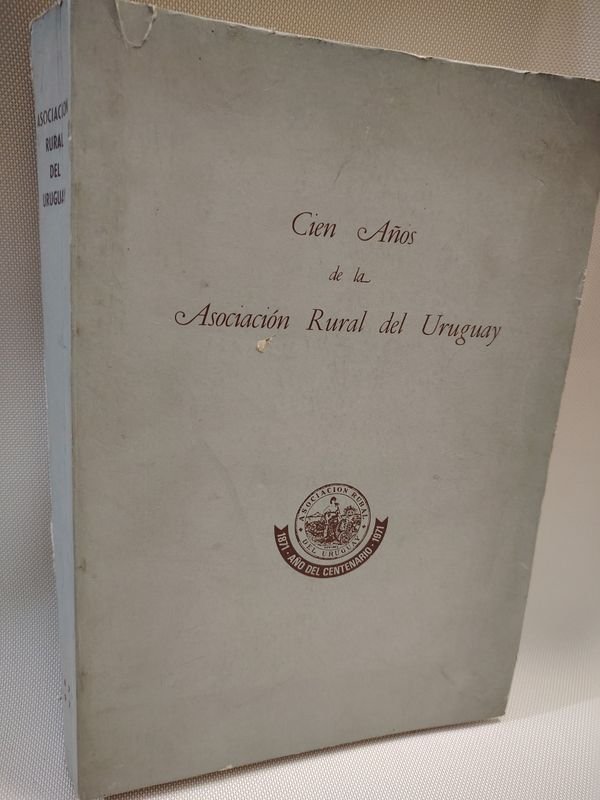 ASOCIACION
RURAL
DEL
URUGUAY
Cien Años
de la
Asociación Rural del Uruguay
ASOCIACION RURAL
DEL URUGUAY
1871 · AÑO DEL CENTENARIO · 1971